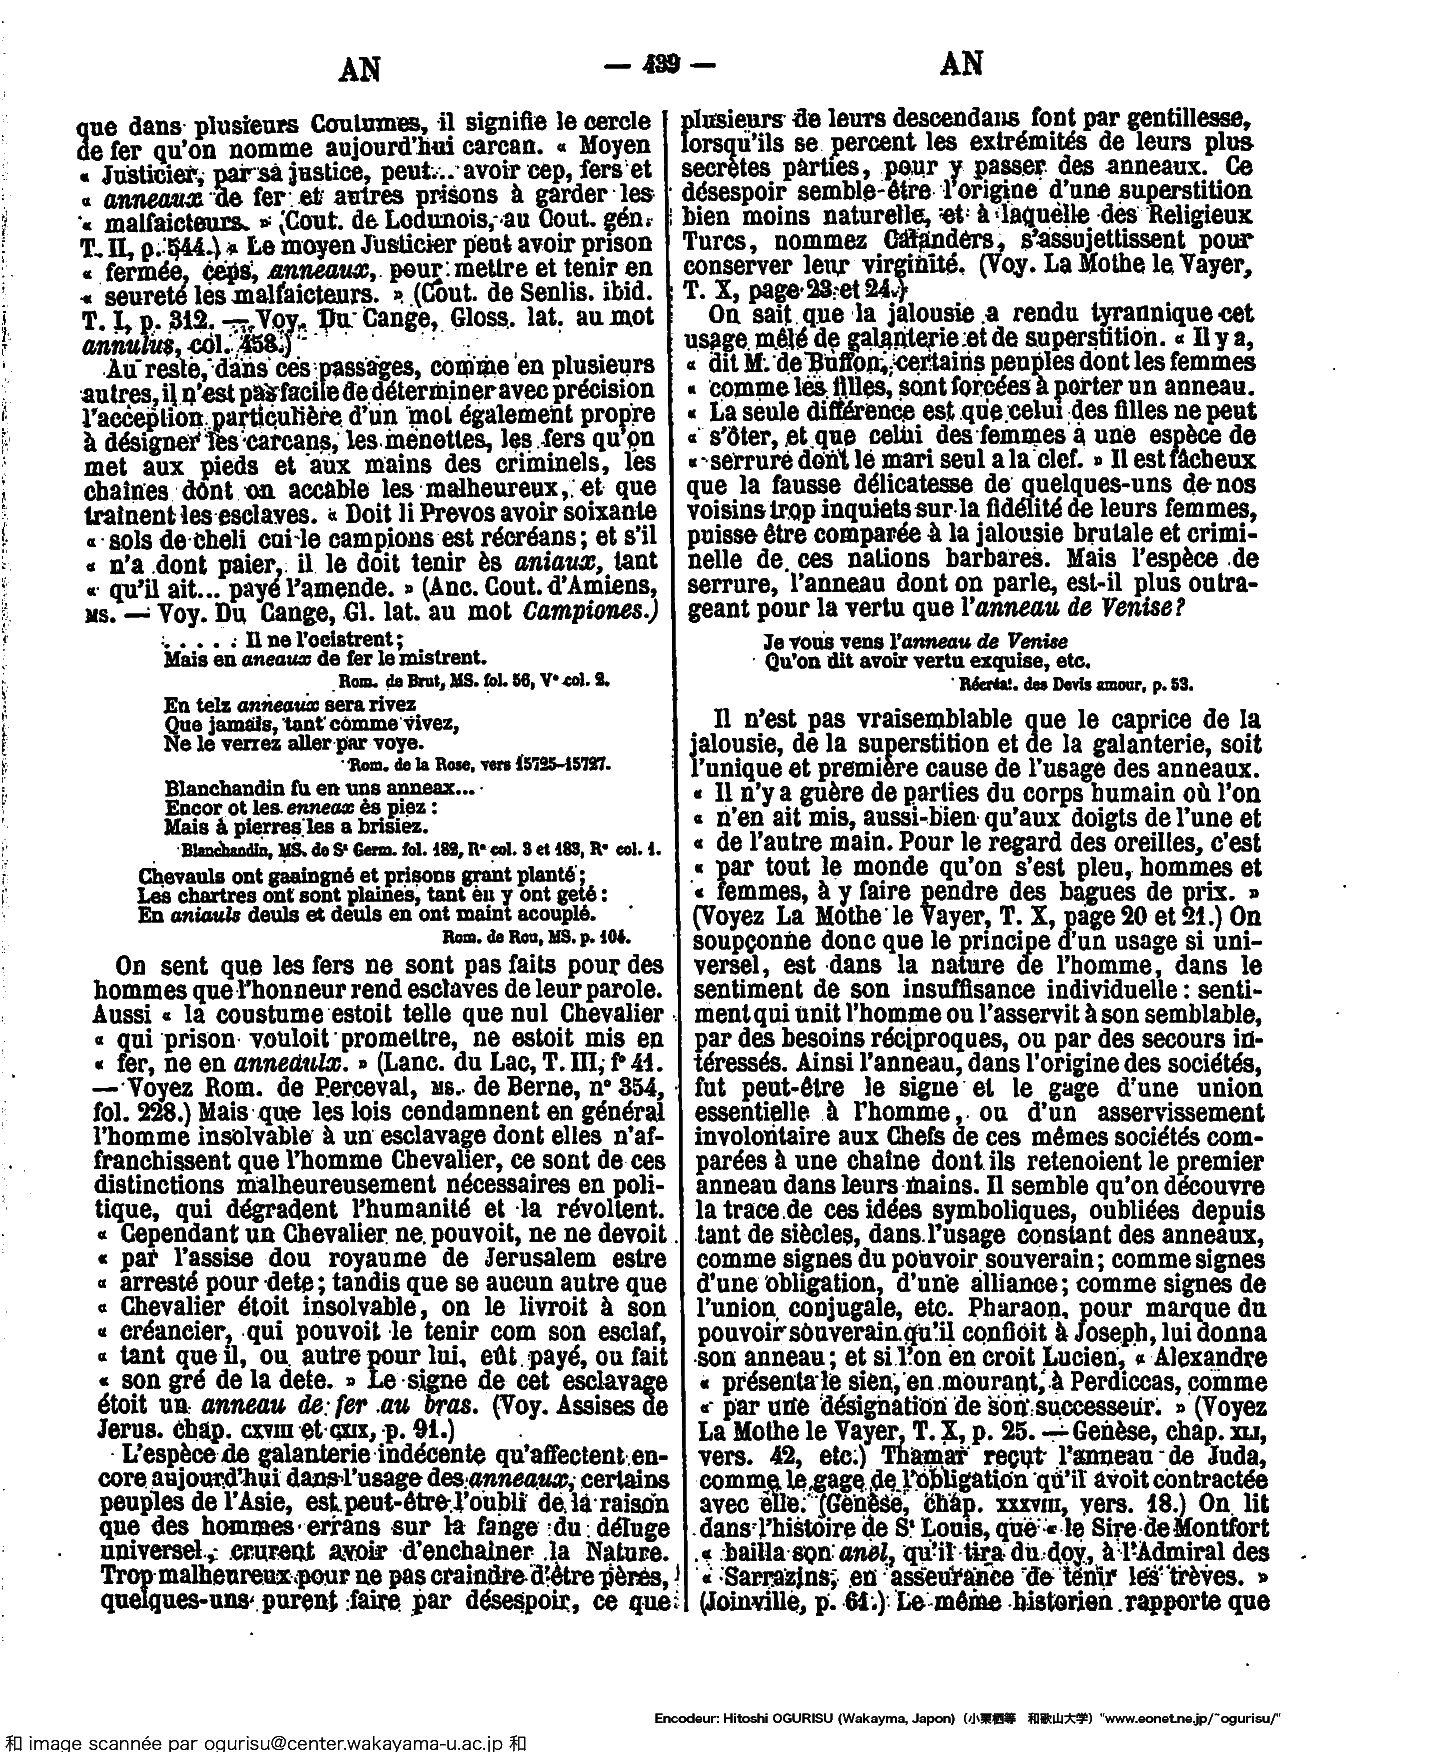 AN
— 439 —
AN
que dans plusieurs Coutumes, il signifie le cercle
de fer qu'on nomme aujourd'hui carcan. « Moyen
« Justicier, par sa justice, peut... avoir cep, fers et
« anneaux de fer et autres prisons à garder les
« malfaicteurs. » (Cout. de Lodunois, au Cout. gén.
T. II, p. 544.) « Le moyen Justicier peut avoir prison
« fermée, ceps, anneaux, pour mettre et tenir en
« seureté les malfaicteurs. » (Cout. de Senlis. ibid.
T. I, p. 312. — Voy. Du Cange, Gloss. lat. au mot
annulus, col. 458.)
Au reste, dans ces passages, comme en plusieurs
autres, il n'est pas facile de déterminer avec précision
l'acception particulière d'un mot également propre
à désigner les carcans, les menottes, les fers qu'on
met aux pieds et aux mains des criminels, les
chaînes dont on accable les malheureux, et que
traînent les esclaves. « Doit li Prevos avoir soixante
« sols de cheli cui le campions est récréans; et s'il
« n'a dont paier, il le doit tenir ès aniaux, tant
« qu'il ait... payé l'amende. » (Anc. Cout. d'Amiens,
MS. — Voy. Du Cange, Gl. lat. au mot Campiones.)
. . . . . Il ne l'ocistrent;
Mais en aneaux de fer le mistrent.
Rom. de Brut, MS. fol. 56, V° col. 2.
En telz anneaux sera rivez
Que jamais, tant comme vivez,
Ne le verrez aller par voye.
Rom. de la Rose, vers 15725-15727.
Blanchandin fu en uns anneax...
Encor ot les enneax ès piez :
Mais à pierres les a brisiez.
Blanchandin, MS. de St Germ. fol. 182, R° col. 3 et 183, R° col. 1.
Chevauls ont gaaingné et prisons grant planté;
Les chartres ont sont plaines, tant en y ont geté :
En aniauls deuls et deuls en ont maint acouplé.
Rom. de Rou, MS. p. 104.
On sent que les fers ne sont pas faits pour des
hommes que l'honneur rend esclaves de leur parole.
Aussi « la coustume estoit telle que nul Chevalier
« qui prison vouloit promettre, ne estoit mis en
« fer, ne en anneaulx. » (Lanc. du Lac, T. III, f° 41.
— Voyez Rom. de Perceval, MS. de Berne, n° 354,
fol. 228.) Mais que les lois condamnent en général
l'homme insolvable à un esclavage dont elles n'af-
franchissent que l'homme Chevalier, ce sont de ces
distinctions malheureusement nécessaires en poli-
tique, qui dégradent l'humanité et la révoltent.
« Cependant un Chevalier ne pouvoit, ne ne devoit
« par l'assise dou royaume de Jerusalem estre
« arresté pour dete; tandis que se aucun autre que
« Chevalier étoit insolvable, on le livroit à son
« créancier, qui pouvoit le tenir com son esclaf,
« tant que il, ou autre pour lui, eût payé, ou fait
« son gré de la dete. » Le signe de cet esclavage
étoit un anneau de fer au bras. (Voy. Assises de
Jerus. chap. CXVIII et CXIX, p. 91.)
L'espèce de galanterie indécente qu'affectent en-
core aujourd'hui dans l'usage des anneaux, certains
peuples de l'Asie, est peut-être l'oubli de la raison
que des hommes errans sur la fange du déluge
universel, crurent avoir d'enchaîner la Nature.
Trop malheureux pour ne pas craindre d'être pères,
quelques-uns purent faire par désespoir, ce que
plusieurs de leurs descendans font par gentillesse,
lorsqu'ils se percent les extrémités de leurs plus
secrètes parties, pour y passer des anneaux. Ce
désespoir semble être l'origine d'une superstition
bien moins naturelle, et à laquelle des Religieux
Turcs, nommez Calanders, s'assujettissent pour
conserver leur virginité. (Voy. La Mothe le Vayer,
T. X, page 23 et 24.)
On sait que la jalousie a rendu tyrannique cet
usage mêlé de galanterie et de superstition. « Il y a,
« dit M. de Buffon, certains peuples dont les femmes
« comme les filles, sont forcées à porter un anneau.
« La seule différence est que celui des filles ne peut
« s'ôter, et que celui des femmes a une espèce de
« serrure dont le mari seul a la clef. » Il est fâcheux
que la fausse délicatesse de quelques-uns de nos
voisins trop inquiets sur la fidélité de leurs femmes,
puisse être comparée à la jalousie brutale et crimi-
nelle de ces nations barbares. Mais l'espèce de
serrure, l'anneau dont on parle, est-il plus outra-
geant pour la vertu que l'anneau de Venise?
Je vous vens l'anneau de Venise
Qu'on dit avoir vertu exquise, etc.
Récréat. des Devis amour, p. 53.
Il n'est pas vraisemblable que le caprice de la
jalousie, de la superstition et de la galanterie, soit
l'unique et première cause de l'usage des anneaux.
« Il n'y a guère de parties du corps humain où l'on
« n'en ait mis, aussi-bien qu'aux doigts de l'une et
« de l'autre main. Pour le regard des oreilles, c'est
« par tout le monde qu'on s'est pleu, hommes et
« femmes, à y faire pendre des bagues de prix. »
(Voyez La Mothe le Vayer, T. X, page 20 et 21.) On
soupçonne donc que le principe d'un usage si uni-
versel, est dans la nature de l'homme, dans le
sentiment de son insuffisance individuelle : senti-
ment qui unit l'homme ou l'asservit à son semblable,
par des besoins réciproques, ou par des secours in-
téressés. Ainsi l'anneau, dans l'origine des sociétés,
fut peut-être le signe et le gage d'une union
essentielle à l'homme, ou d'un asservissement
involontaire aux Chefs de ces mêmes sociétés com-
parées à une chaîne dont ils retenoient le premier
anneau dans leurs mains. Il semble qu'on découvre
la trace de ces idées symboliques, oubliées depuis
tant de siècles, dans l'usage constant des anneaux,
comme signes du pouvoir souverain; comme signes
d'une obligation, d'une alliance; comme signes de
l'union conjugale, etc. Pharaon, pour marque du
pouvoir souverain qu'il confioit à Joseph, lui donna
son anneau; et si l'on en croit Lucien, « Alexandre
« présenta le sien, en mourant, à Perdiccas, comme
« par une désignation de son successeur. » (Voyez
La Mothe le Vayer, T. X, p. 25. — Genèse, chap. XLI,
vers. 42, etc.) Thamar reçut l'anneau de Juda,
comme le gage de l'obligation qu'il avoit contractée
avec elle. (Genèse, chap. XXXVIII, vers. 18.) On lit
dans l'histoire de St Louis, que « le Sire de Montfort
« bailla son anel, qu'il tira du doy, à l'Admiral des
« Sarrazins, en asseurance de tenir les trèves. »
(Joinville, p. 61.) Le même historien rapporte que
Encodeur: Hitoshi OGURISU (Wakayma, Japon) (小栗栖等 和歌山大学) "www.eonet.ne.jp/~ogurisu/"
和 image scannée par ogurisu@center.wakayama-u.ac.jp 和